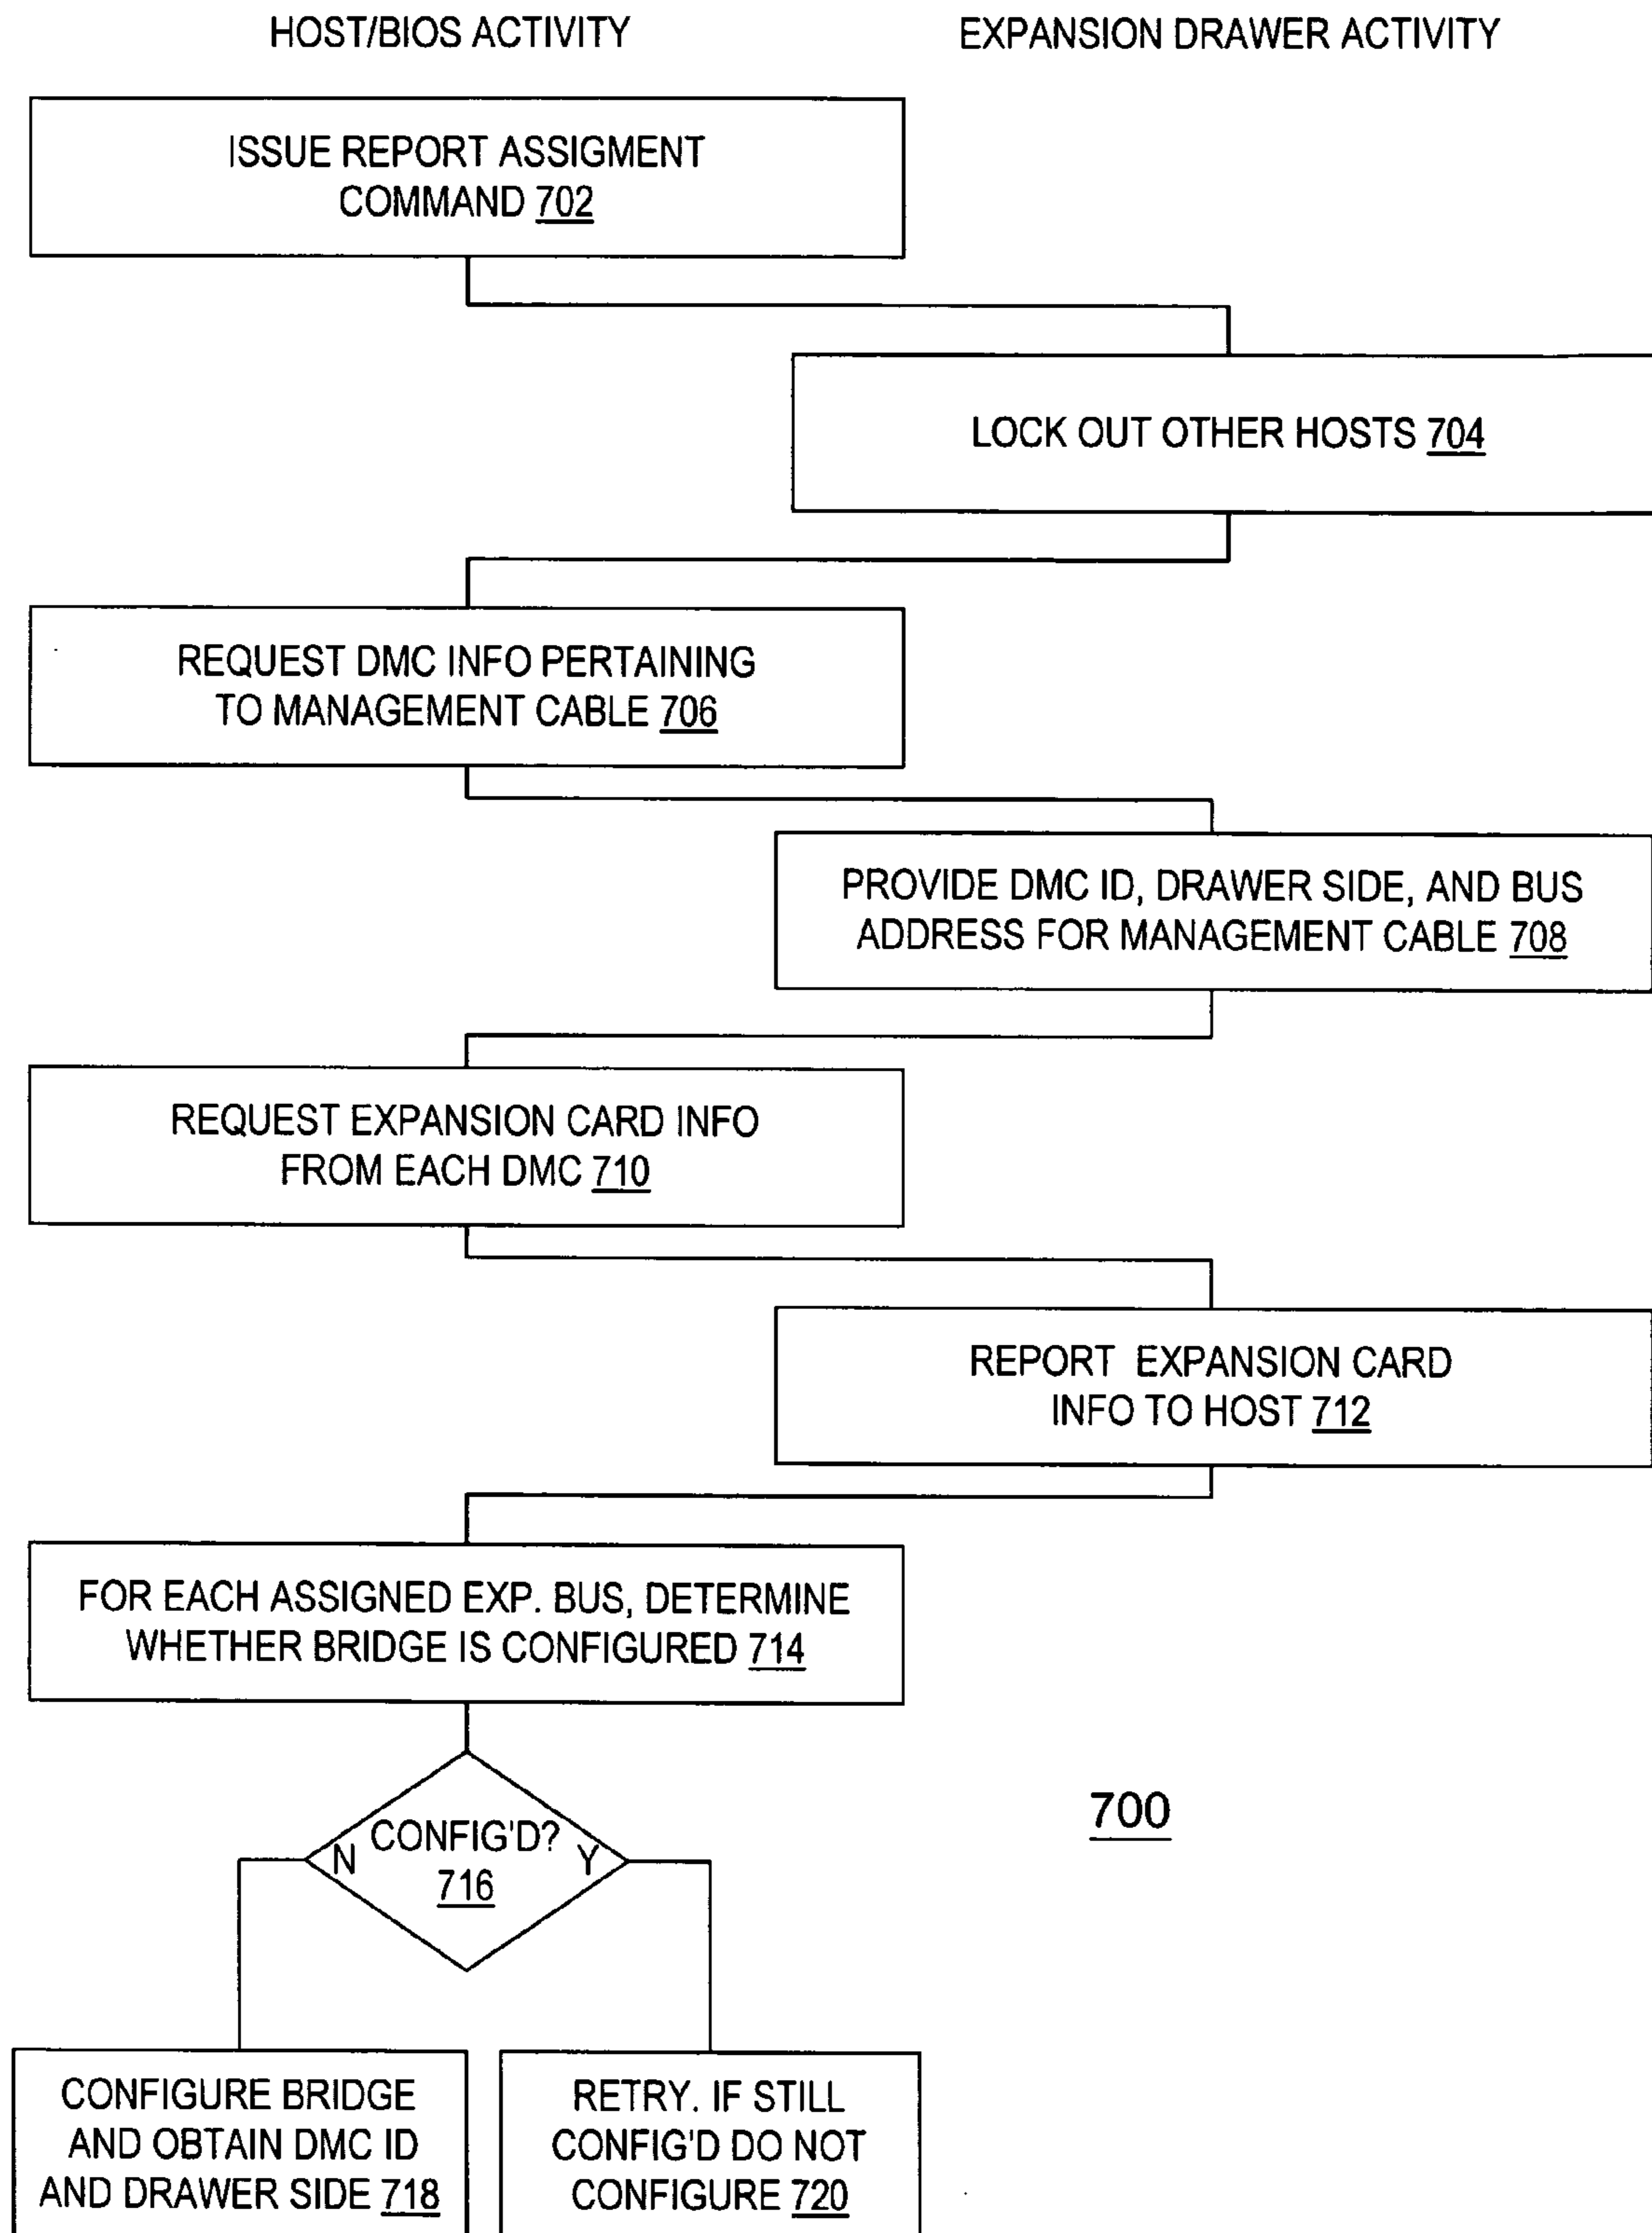 HOST/BIOS ACTIVITY
EXPANSION DRAWER ACTIVITY
ISSUE REPORT ASSIGMENT
COMMAND 702
LOCK OUT OTHER HOSTS 704
REQUEST DMC INFO PERTAINING
TO MANAGEMENT CABLE 706
PROVIDE DMC ID, DRAWER SIDE, AND BUS
ADDRESS FOR MANAGEMENT CABLE 708
REQUEST EXPANSION CARD INFO
FROM EACH DMC 710
REPORT EXPANSION CARD
INFO TO HOST 712
FOR EACH ASSIGNED EXP. BUS, DETERMINE
WHETHER BRIDGE IS CONFIGURED 714
700
N CONFIG'D? Y
716
CONFIGURE BRIDGE
AND OBTAIN DMC ID
AND DRAWER SIDE 718
RETRY. IF STILL
CONFIG'D DO NOT
CONFIGURE 720